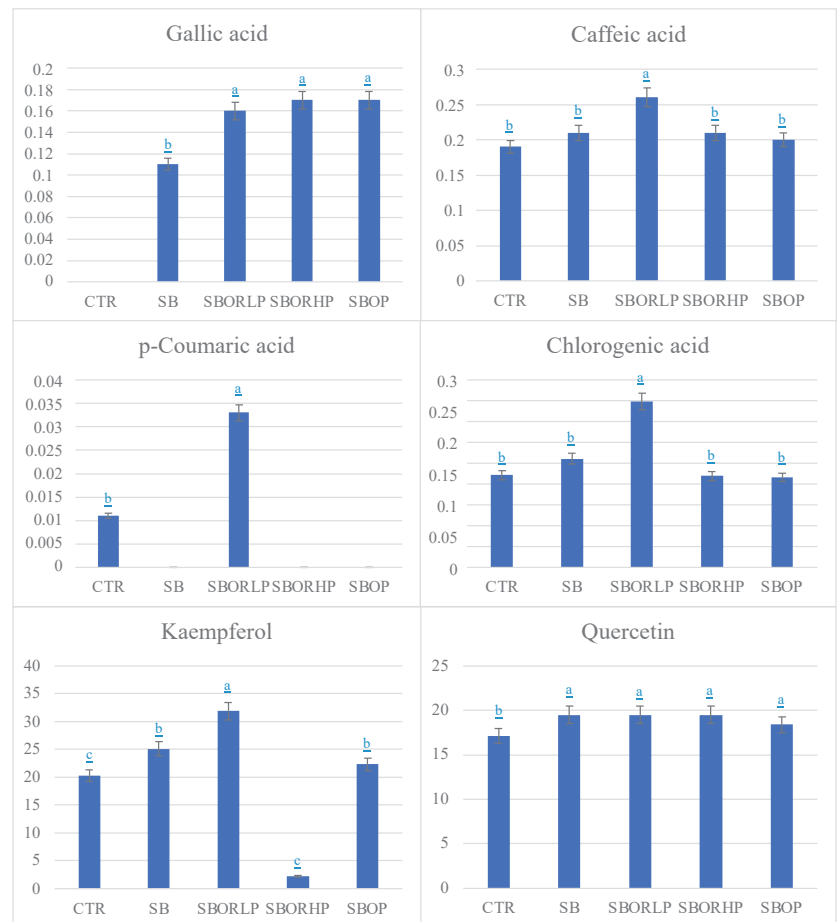 Gallic acid
0.2
0.18
0.16
0.14
0.12
0.1
0.08
0.06
0.04
0.02
0
b
a
a
a
CTR SB SBORLP SBORHP SBOP
Caffeic acid
0.3
0.25
0.2
0.15
0.1
0.05
0
b
b
a
b
b
CTR SB SBORLP SBORHP SBOP
p-Coumaric acid
0.04
0.035
0.03
0.025
0.02
0.015
0.01
0.005
0
b
a
CTR SB SBORLP SBORHP SBOP
Chlorogenic acid
0.3
0.25
0.2
0.15
0.1
0.05
0
b
b
a
b
b
CTR SB SBORLP SBORHP SBOP
Kaempferol
40
35
30
25
20
15
10
5
0
c
b
a
c
b
CTR SB SBORLP SBORHP SBOP
Quercetin
25
20
15
10
5
0
b
a
a
a
a
CTR SB SBORLP SBORHP SBOP